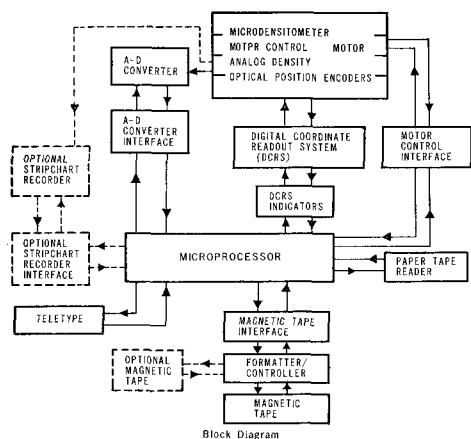 MICRODENSITOMETER
MOTPR CONTROL MOTOR
ANALOG DENSITY
OPTICAL POSITION ENCODERS
A-D
CONVERTER
A-D
CONVERTER
INTERFACE
DIGITAL COORDINATE
READOUT SYSTEM
(DCRS)
MOTOR
CONTROL
INTERFACE
OPTIONAL
STRIPCHART
RECORDER
DCRS
INDICATORS
OPTIONAL
STRIPCHART
RECORDER
INTERFACE
MICROPROCESSOR
PAPER TAPE
READER
TELETYPE
MAGNETIC TAPE
INTERFACE
OPTIONAL
MAGNETIC
TAPE
FORMATTER/
CONTROLLER
MAGNETIC
TAPE
Block Diagram